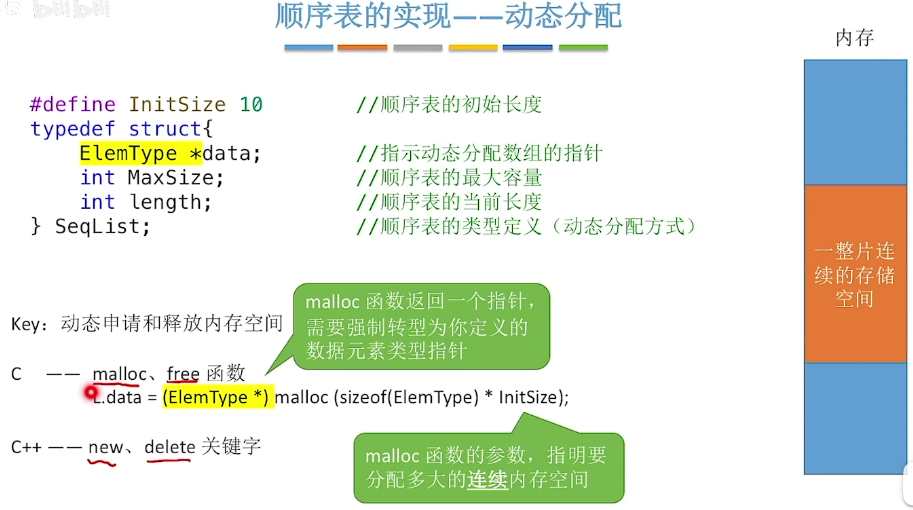 bilibili
顺序表的实现——动态分配
内存
#define InitSize 10 //顺序表的初始长度
typedef struct{
ElemType *data; //指示动态分配数组的指针
int MaxSize; //顺序表的最大容量
int length; //顺序表的当前长度
} SeqList; //顺序表的类型定义（动态分配方式）
一整片连
续的存储
空间
malloc 函数返回一个指针，
需要强制转型为你定义的
数据元素类型指针
Key：动态申请和释放内存空间
C —— malloc、free 函数
L.data = (ElemType *) malloc (sizeof(ElemType) * InitSize);
C++ —— new、delete 关键字
malloc 函数的参数，指明要
分配多大的连续内存空间